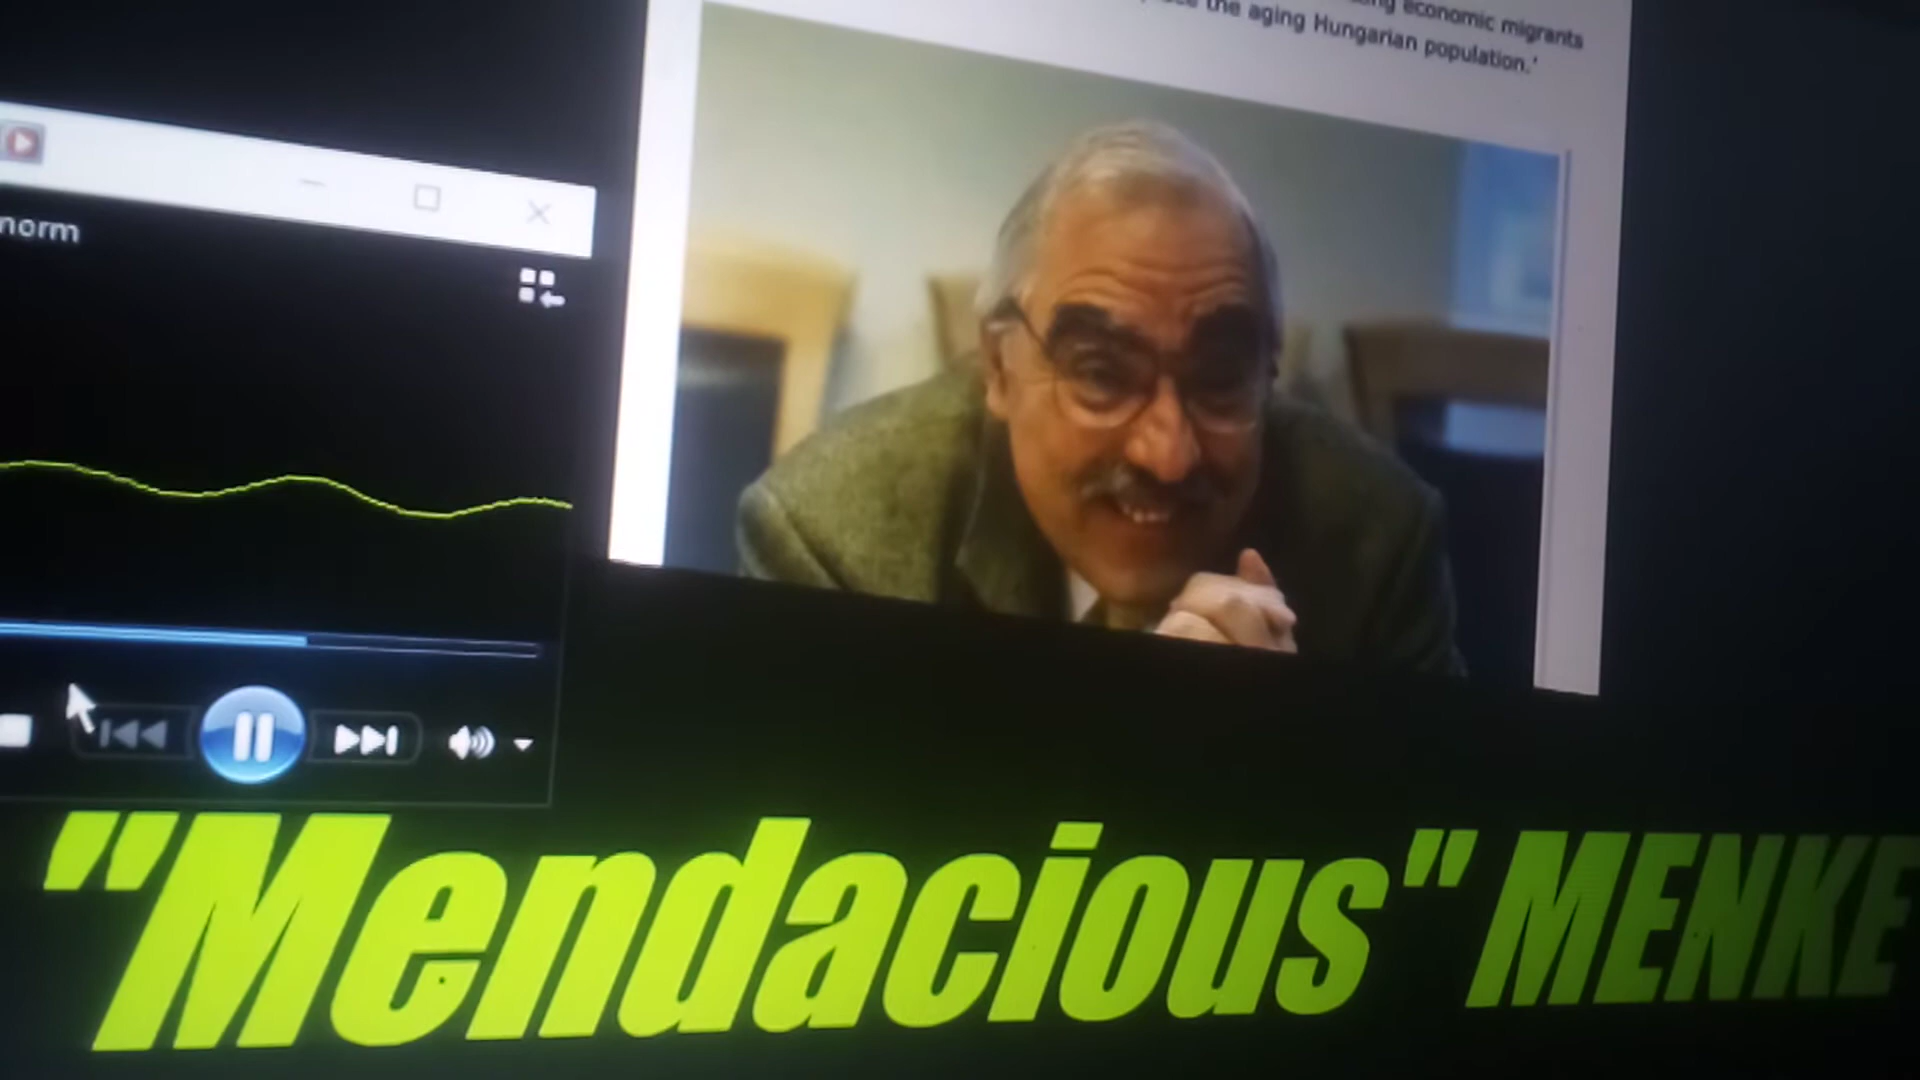 economic migrants
the aging Hungarian population.'
norm
"Mendacious" MENKE